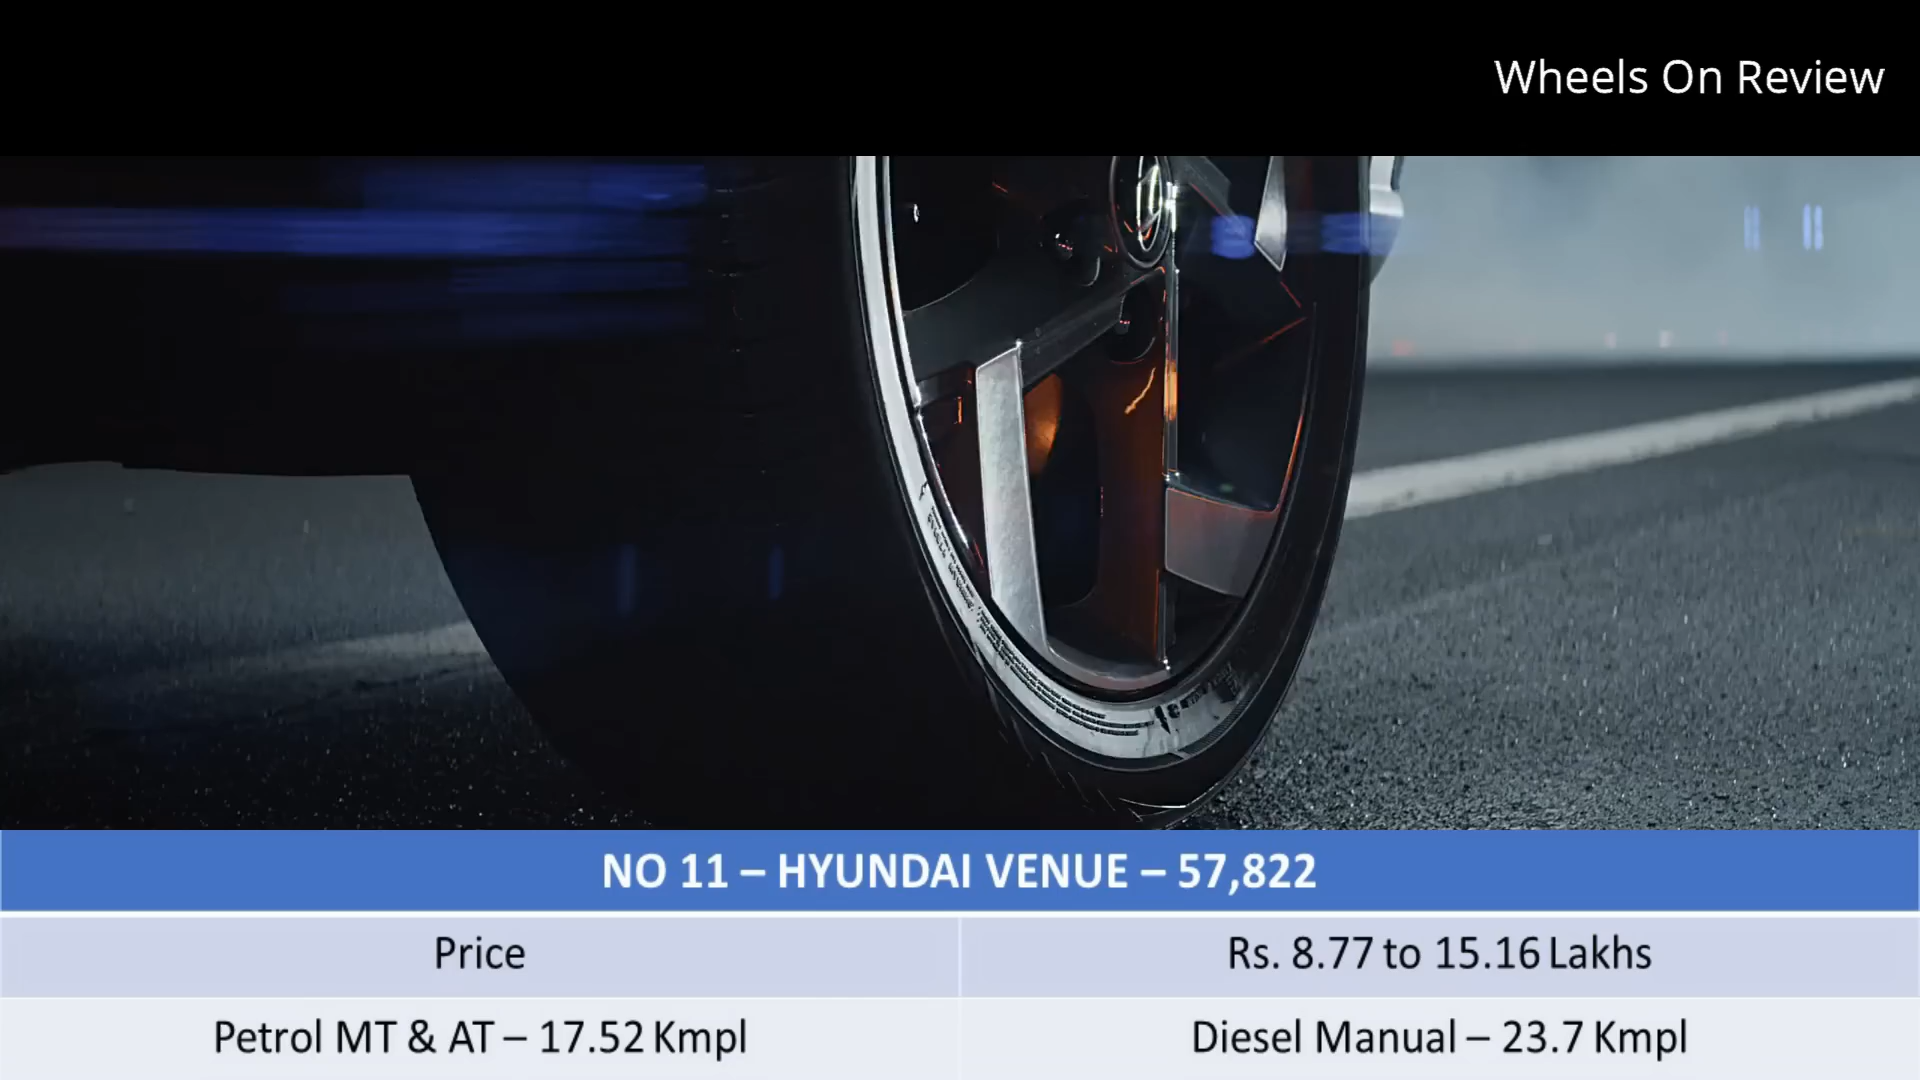 Wheels On Review
NO 11 – HYUNDAI VENUE – 57,822
Price
Rs. 8.77 to 15.16 Lakhs
Petrol MT & AT – 17.52 Kmpl
Diesel Manual – 23.7 Kmpl